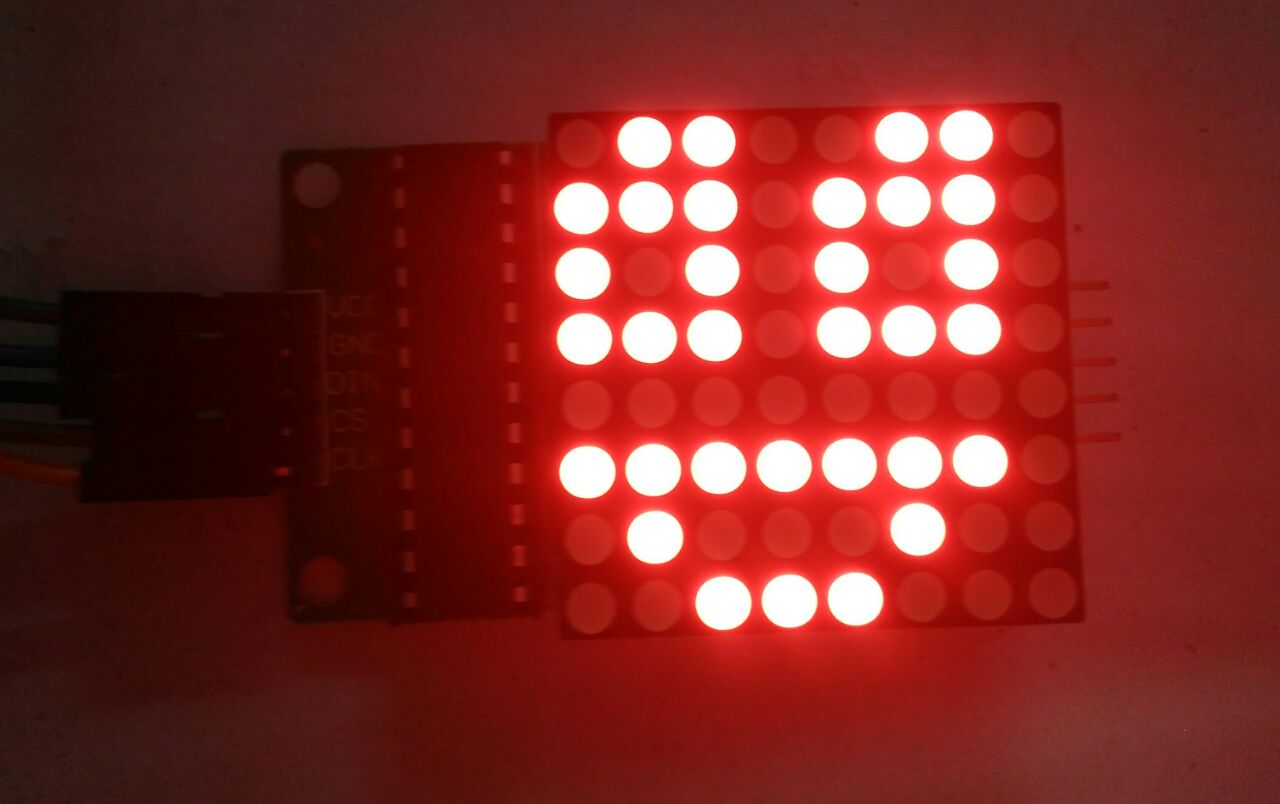 VCC
GND
DIN
CS
CLK